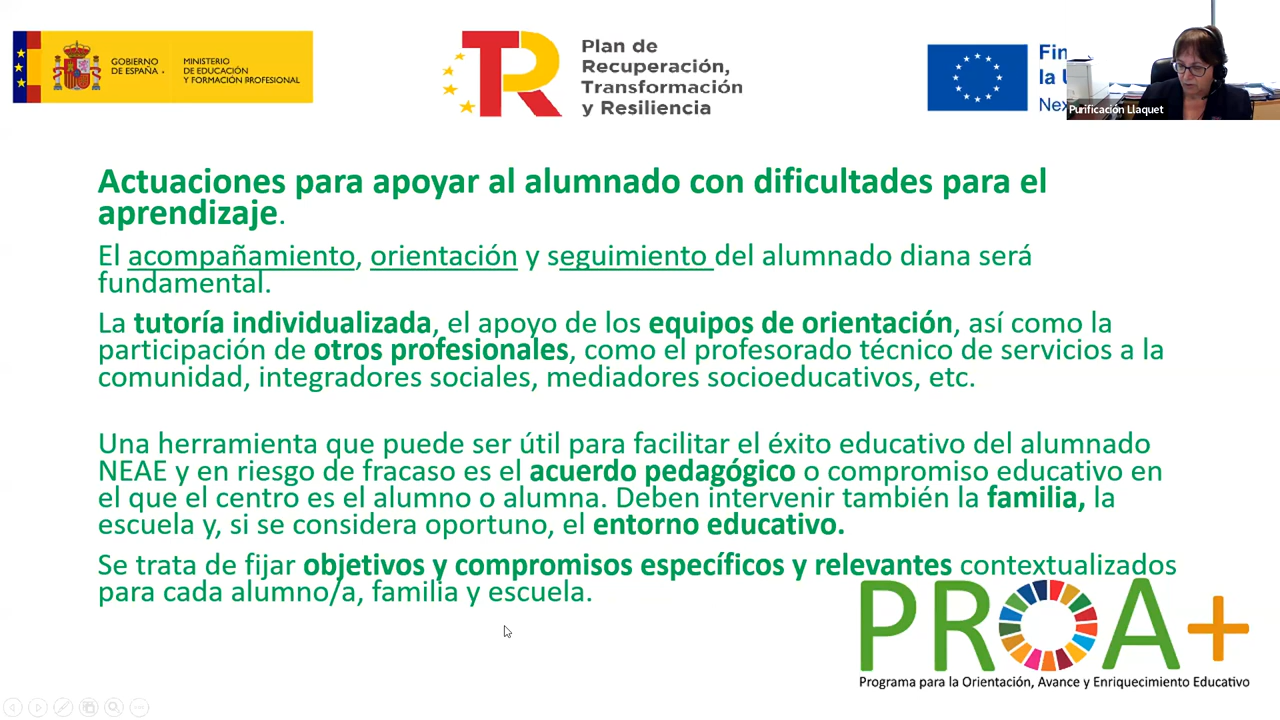 GOBIERNO
DE ESPAÑA
MINISTERIO
DE EDUCACIÓN
Y FORMACIÓN PROFESIONAL
TR
Plan de
Recuperación,
Transformación
y Resiliencia
la
Purificación Llaquet
Actuaciones para apoyar al alumnado con dificultades para el
aprendizaje.
El acompañamiento, orientación y seguimiento del alumnado diana será
fundamental.
La tutoría individualizada, el apoyo de los equipos de orientación, así como la
participación de otros profesionales, como el profesorado técnico de servicios a la
comunidad, integradores sociales, mediadores socioeducativos, etc.
Una herramienta que puede ser útil para facilitar el éxito educativo del alumnado
NEAE y en riesgo de fracaso es el acuerdo pedagógico o compromiso educativo en
el que el centro es el alumno o alumna. Deben intervenir también la familia, la
escuela y, si se considera oportuno, el entorno educativo.
Se trata de fijar objetivos y compromisos específicos y relevantes contextualizados
para cada alumno/a, familia y escuela.
PROA+
Programa para la Orientación, Avance y Enriquecimiento Educativo